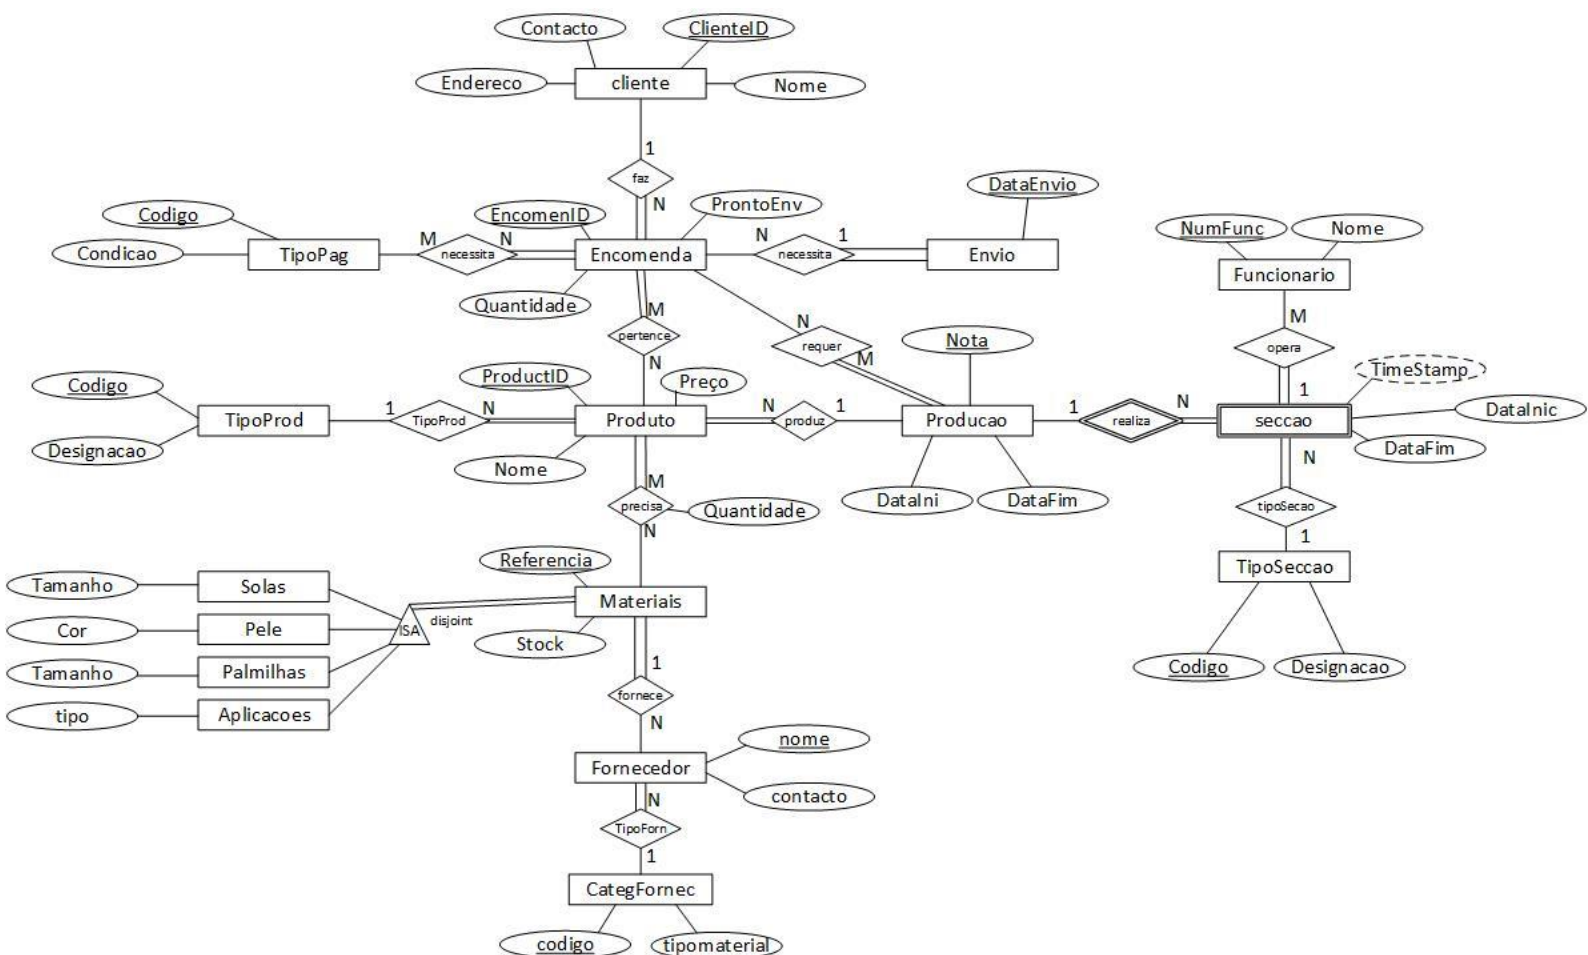 Contacto
ClienteID
Endereco
cliente
Nome
1
faz
N
DataEnvio
Codigo
EncomenID
ProntoEnv
NumFunc
Nome
Condicao
TipoPag
M
necessita
N
Encomenda
N
necessita
1
Envio
Funcionario
Quantidade
M
pertence
N
N
requer
M
Nota
M
opera
1
TimeStamp
Codigo
ProductID
Preço
TipoProd
1
TipoProd
N
Produto
N
produz
1
Producao
1
realiza
N
seccao
DataInic
DataFim
Designacao
Nome
N
M
precisa
N
Quantidade
DataIni
DataFim
tipoSecao
1
Referencia
TipoSeccao
Tamanho
Solas
Materiais
Cor
Pele
ISA
disjoint
Stock
Tamanho
Palmilhas
1
Codigo
Designacao
tipo
Aplicacoes
fornece
N
nome
Fornecedor
contacto
N
TipoForn
1
CategFornec
codigo
tipomaterial